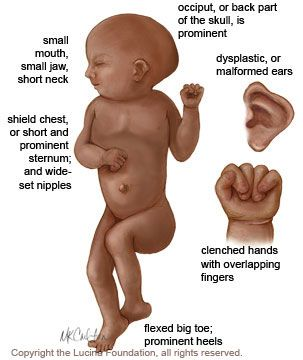 occiput, or back part
of the skull, is
prominent
small
mouth,
small jaw,
short neck
dysplastic, or
malformed ears
shield chest,
or short and
prominent
sternum;
and wide-
set nipples
clenched hands
with overlapping
fingers
flexed big toe;
prominent heels
Copyright the Lucina Foundation, all rights reserved.